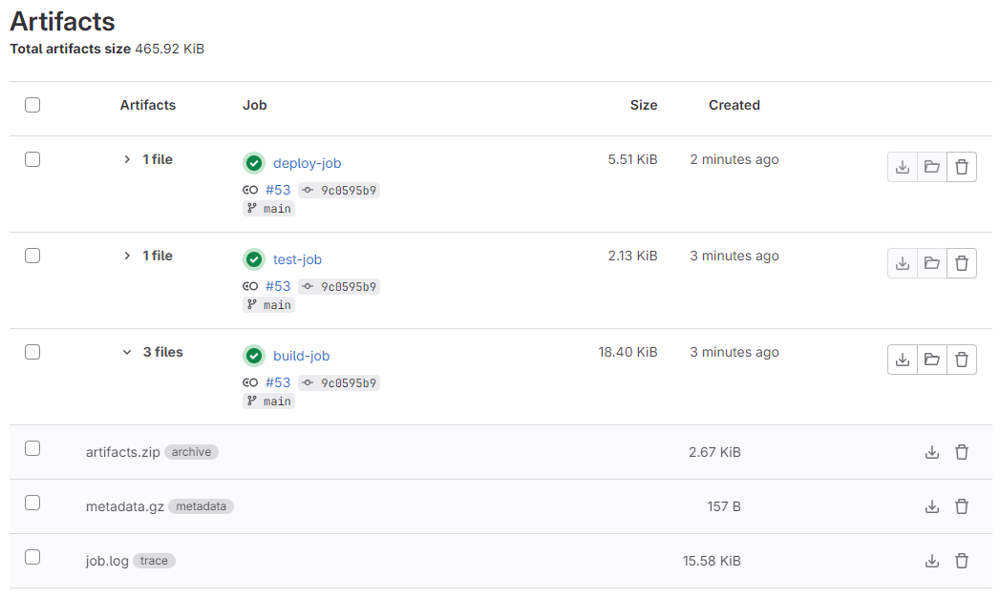 Artifacts
Total artifacts size 465.92 KiB
Artifacts Job Size Created
1 file deploy-job 5.51 KiB 2 minutes ago
#53 9c0595b9
main
1 file test-job 2.13 KiB 3 minutes ago
#53 9c0595b9
main
3 files build-job 18.40 KiB 3 minutes ago
#53 9c0595b9
main
artifacts.zip archive 2.67 KiB
metadata.gz metadata 157 B
job.log trace 15.58 KiB